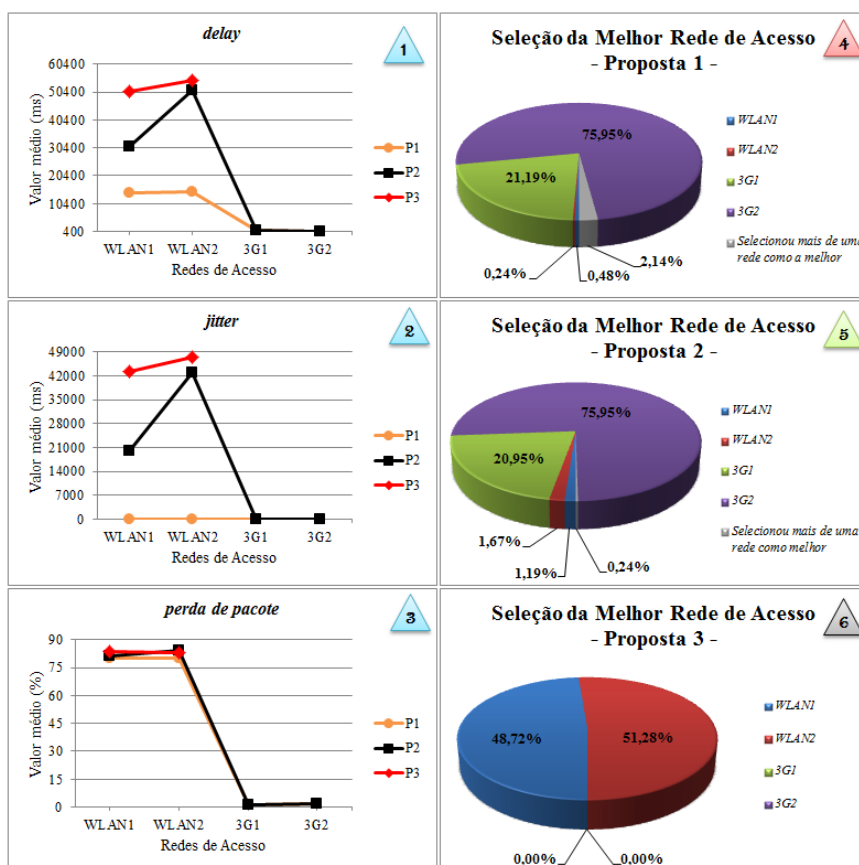 delay
1
Valor médio (ms)
60400
50400
40400
30400
20400
10400
400
WLAN1 WLAN2 3G1 3G2
Redes de Acesso
P1
P2
P3
4
Seleção da Melhor Rede de Acesso
- Proposta 1 -
75,95%
21,19%
0,24%
0,48%
2,14%
WLAN1
WLAN2
3G1
3G2
Selecionou mais de uma
rede como a melhor
jitter
2
Valor médio (ms)
49000
42000
35000
28000
21000
14000
7000
0
WLAN1 WLAN2 3G1 3G2
Redes de Acesso
P1
P2
P3
5
Seleção da Melhor Rede de Acesso
- Proposta 2 -
75,95%
20,95%
1,67%
1,19%
0,24%
WLAN1
WLAN2
3G1
3G2
Selecionou mais de uma
rede como melhor
perda de pacote
3
Valor médio (%)
90
75
60
45
30
15
0
WLAN1 WLAN2 3G1 3G2
Redes de Acesso
P1
P2
P3
6
Seleção da Melhor Rede de Acesso
- Proposta 3 -
48,72%
51,28%
0,00%
0,00%
WLAN1
WLAN2
3G1
3G2